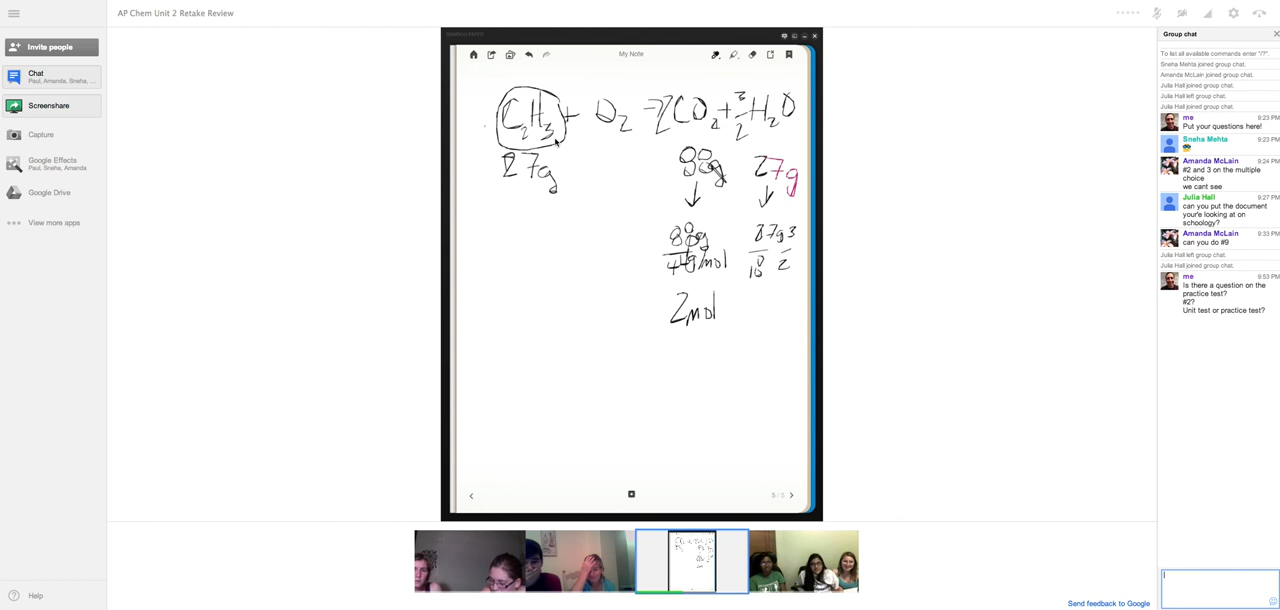 AP Chem Unit 2 Retake Review
Invite people
Chat
Paul, Amanda, Sneha, ...
Screenshare
Capture
Google Effects
Paul, Sneha, Amanda
Google Drive
View more apps
Help
My Note
C2H3 + O2 → 2CO2 + 3/2 H2O
27g 88g 27g
88g 27g 3
44g/mol 18 2
2mol
5 / 5
Send feedback to Google
Group chat
To list all available commands enter "/?".
Sneha Mehta joined group chat.
Amanda McLain joined group chat.
Julia Hall joined group chat.
Julia Hall left group chat.
Julia Hall joined group chat.
me 9:23 PM
Put your questions here!
Sneha Mehta 9:23 PM
Amanda McLain 9:24 PM
#2 and 3 on the multiple
choice
we cant see
Julia Hall 9:27 PM
can you put the document
your'e looking at on
schoology?
Amanda McLain 9:33 PM
can you do #9
Julia Hall left group chat.
Julia Hall joined group chat.
me 9:53 PM
Is there a question on the
practice test?
#2?
Unit test or practice test?